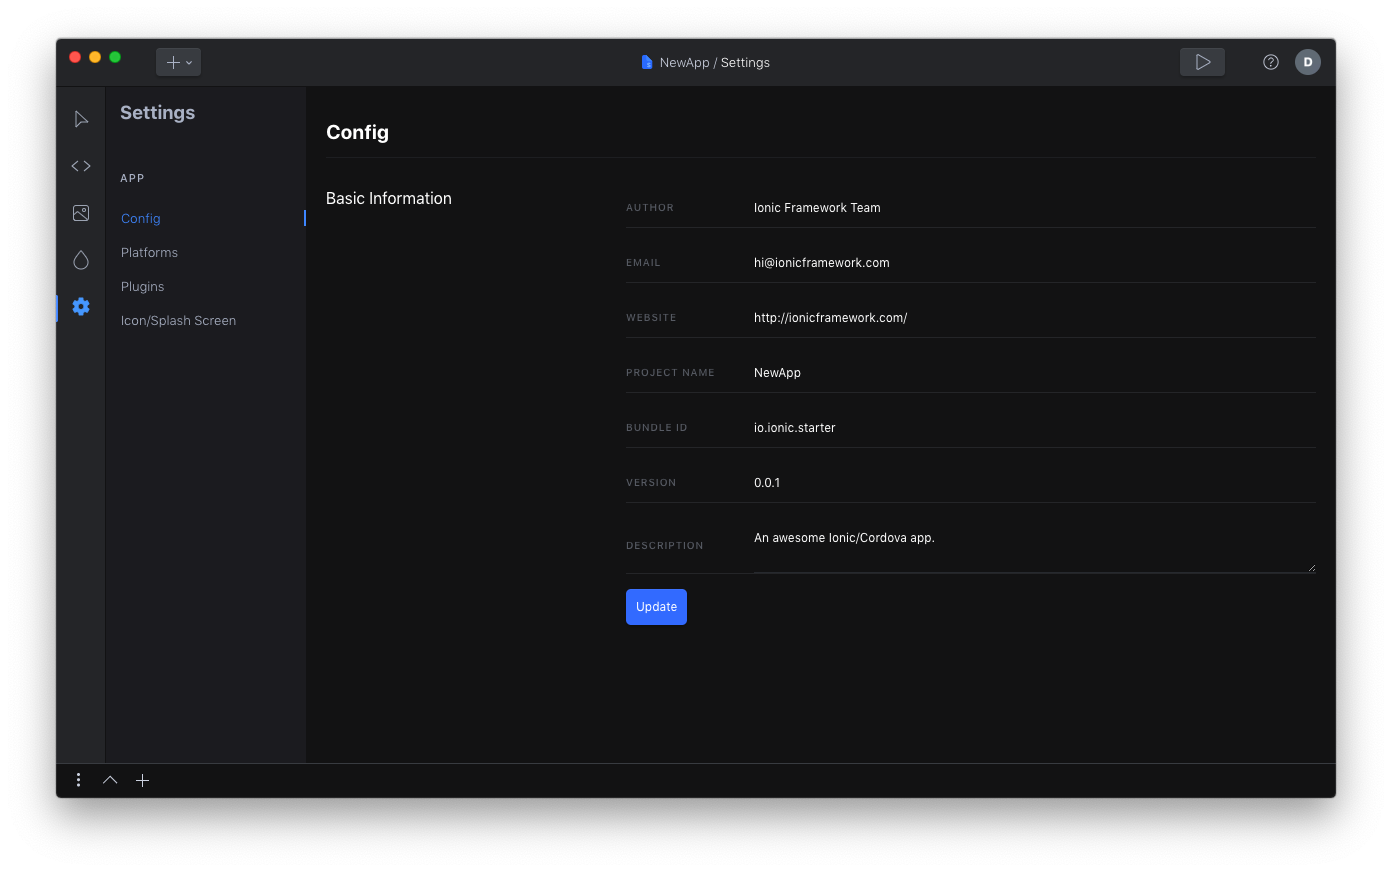 NewApp / Settings
D
Settings
APP
Config
Platforms
Plugins
Icon/Splash Screen
Config
Basic Information
AUTHOR Ionic Framework Team
EMAIL hi@ionicframework.com
WEBSITE http://ionicframework.com/
PROJECT NAME NewApp
BUNDLE ID io.ionic.starter
VERSION 0.0.1
DESCRIPTION An awesome Ionic/Cordova app.
Update